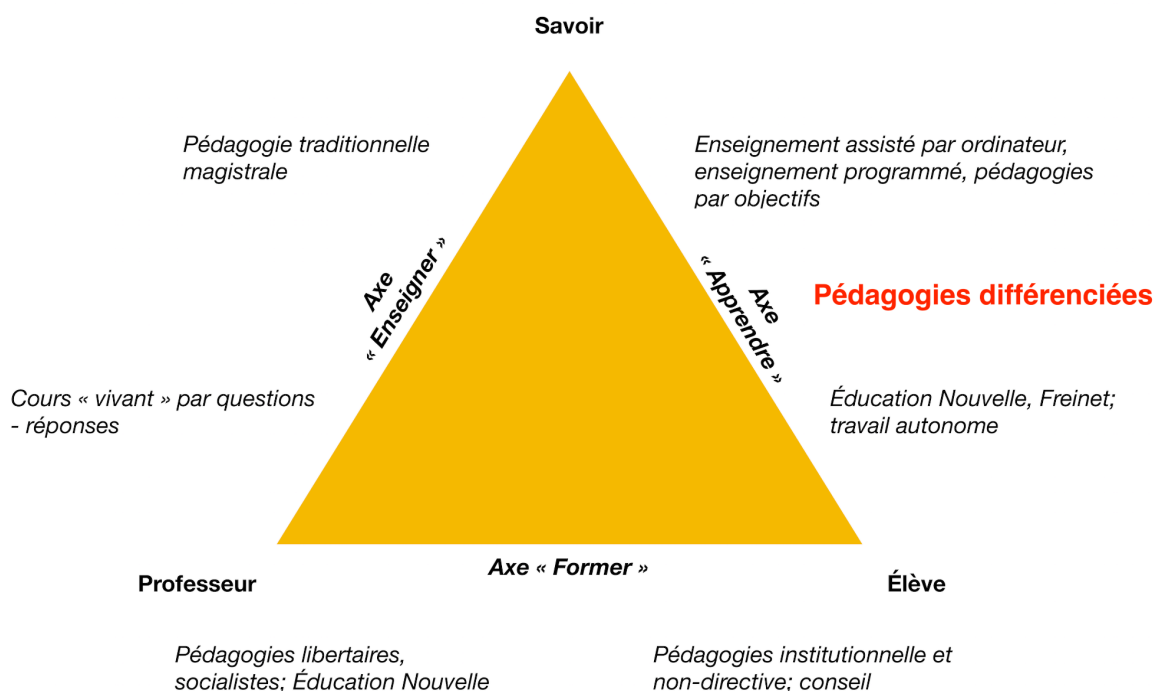 Savoir
Pédagogie traditionnelle
magistrale
Enseignement assisté par ordinateur,
enseignement programmé, pédagogies
par objectifs
Axe
« Enseigner »
Axe
« Apprendre »
Pédagogies différenciées
Cours « vivant » par questions
- réponses
Éducation Nouvelle, Freinet;
travail autonome
Axe « Former »
Professeur
Élève
Pédagogies libertaires,
socialistes; Éducation Nouvelle
Pédagogies institutionnelle et
non-directive; conseil